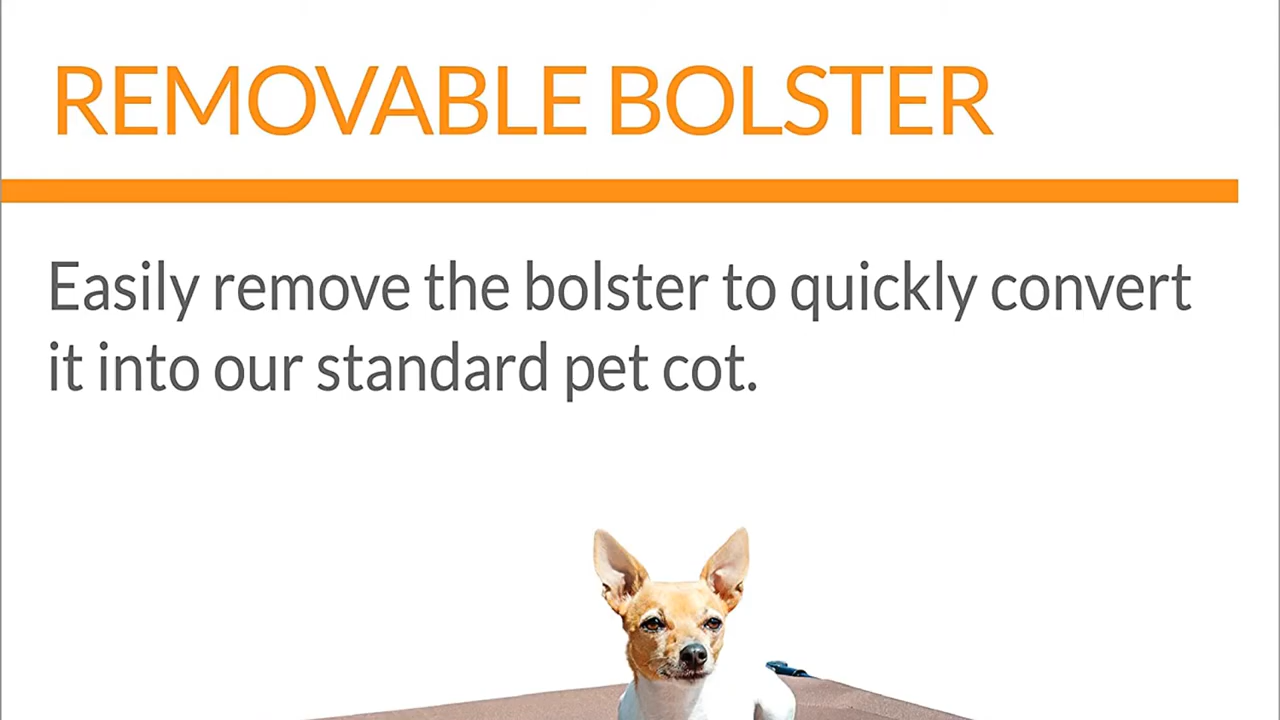 REMOVABLE BOLSTER
Easily remove the bolster to quickly convert
it into our standard pet cot.